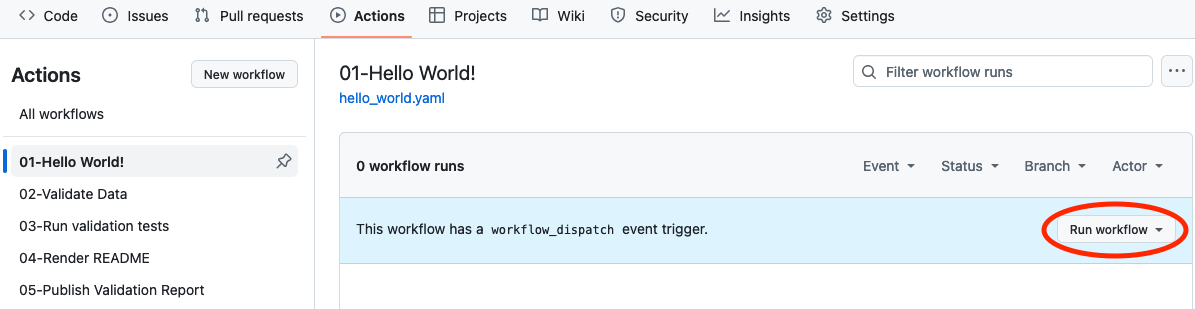 Code Issues Pull requests Actions Projects Wiki Security Insights Settings
Actions New workflow
All workflows
01-Hello World!
02-Validate Data
03-Run validation tests
04-Render README
05-Publish Validation Report
01-Hello World!
hello_world.yaml
Filter workflow runs
0 workflow runs Event Status Branch Actor
This workflow has a workflow_dispatch event trigger. Run workflow